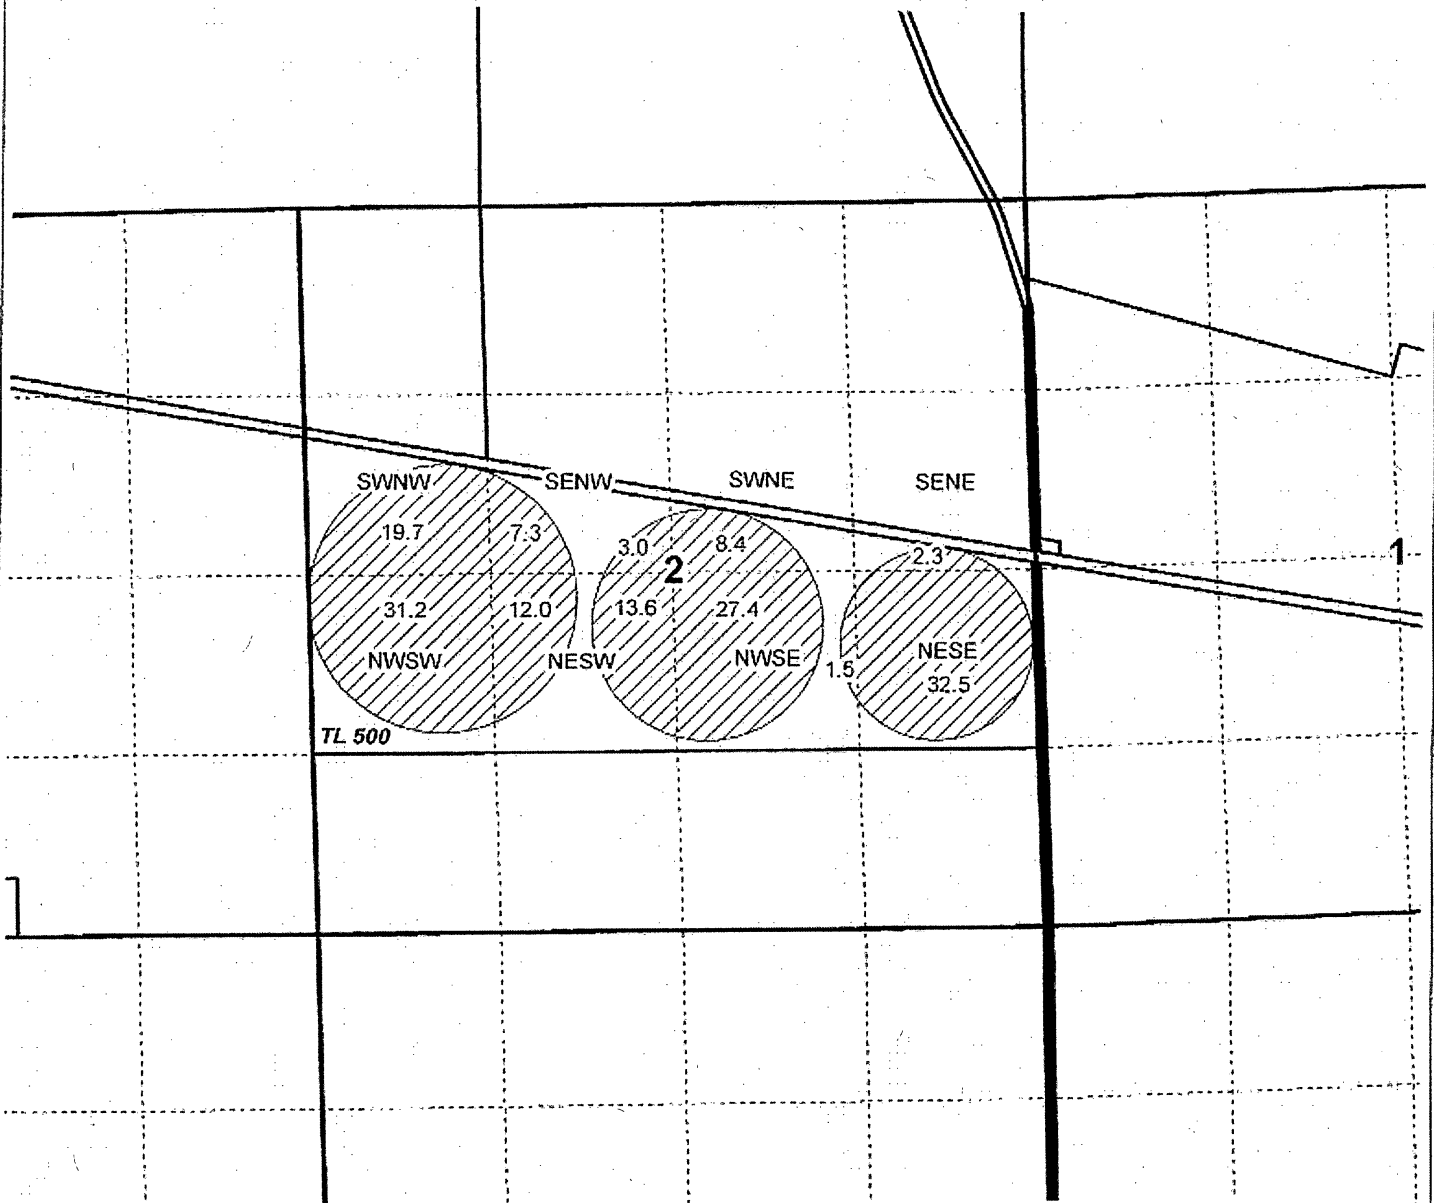 SWNW SENW SWNE SENE
19.7 7.3 3.0 8.4 2.3 1
2
31.2 12.0 13.6 27.4
NWSW NESW NWSE NESE
1.5 32.5
TL 500